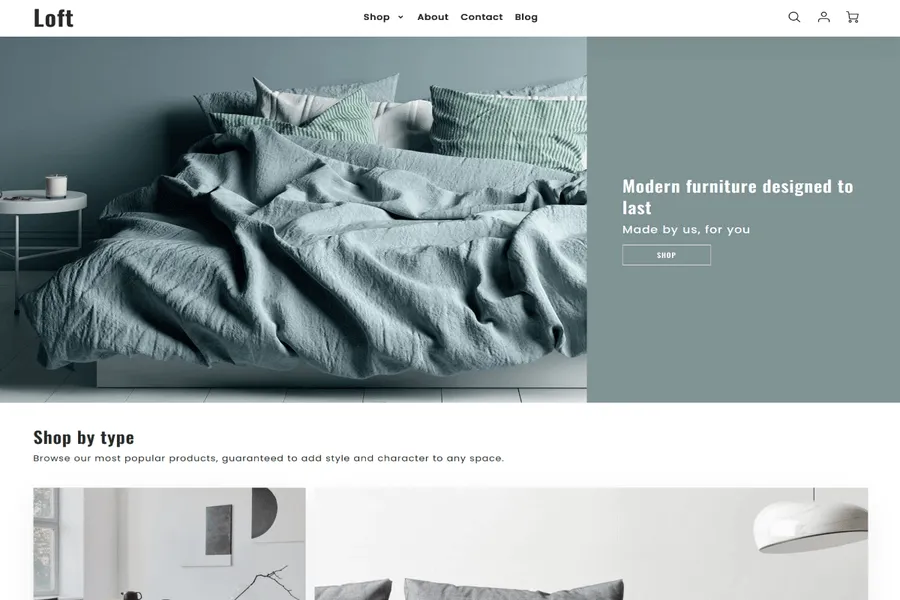 Loft
Shop
About
Contact
Blog
Modern furniture designed to
last
Made by us, for you
SHOP
Shop by type
Browse our most popular products, guaranteed to add style and character to any space.